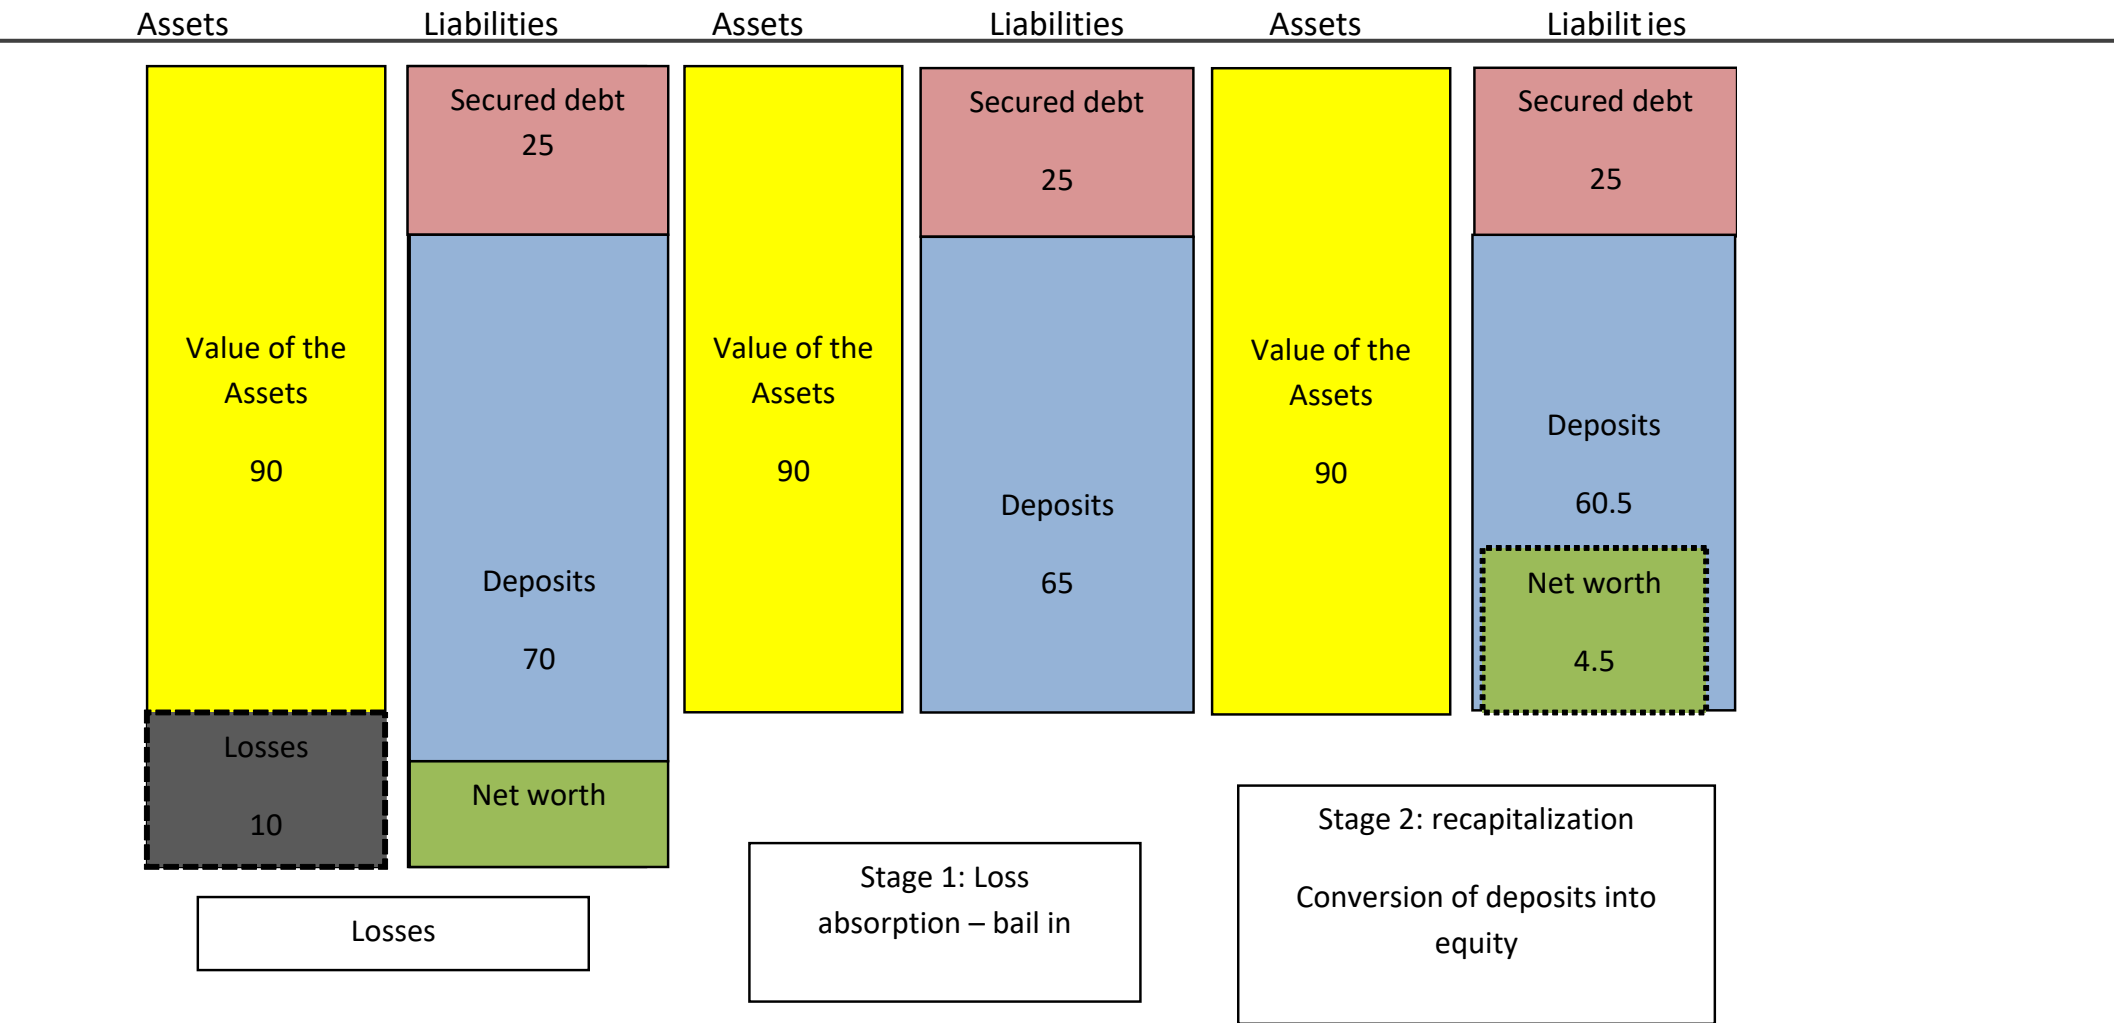 Assets Liabilities Assets Liabilities Assets Liabilities
Value of the
Assets
90
Losses
10
Secured debt
25
Deposits
70
Net worth
Losses
Value of the
Assets
90
Secured debt
25
Deposits
65
Stage 1: Loss
absorption – bail in
Value of the
Assets
90
Secured debt
25
Deposits
60.5
Net worth
4.5
Stage 2: recapitalization
Conversion of deposits into
equity